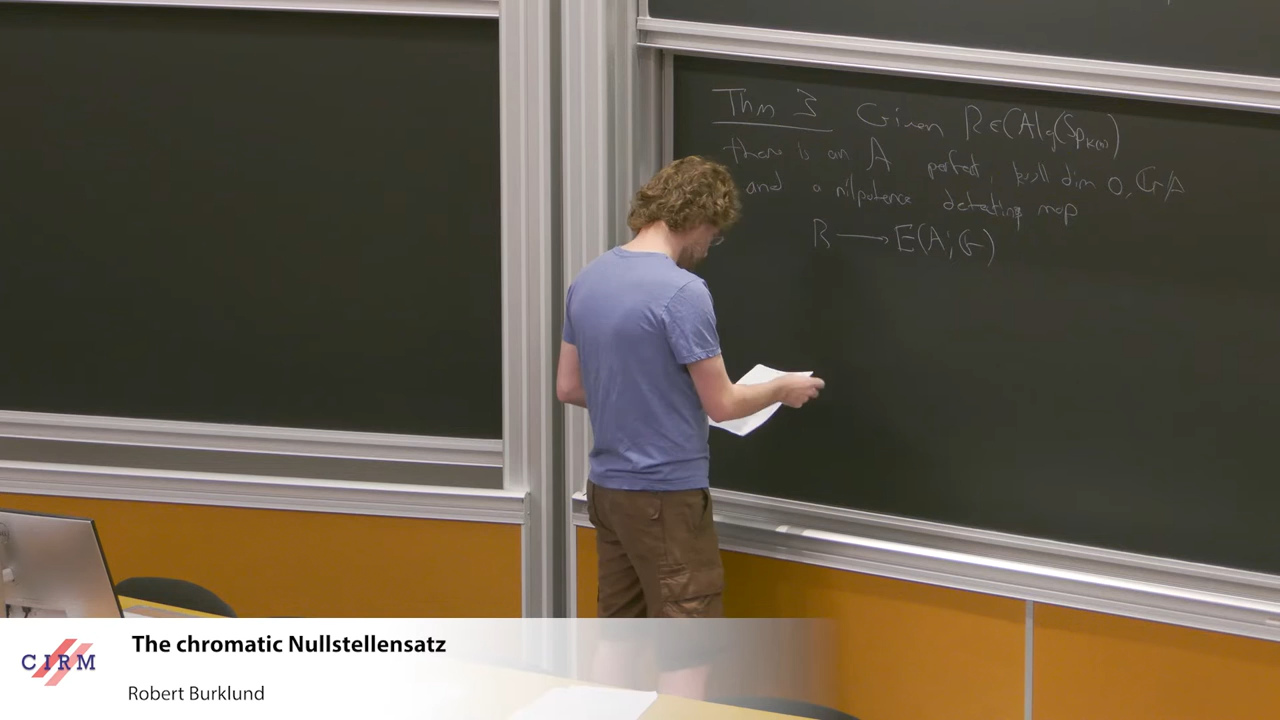 Thm 3 Given R∈CAlg(Sp_{K(n)})
there is an A perfect, krull dim 0, G/A
and a nilpotence detecting map
R ⟶ E(A; G)
CIRM
The chromatic Nullstellensatz
Robert Burklund